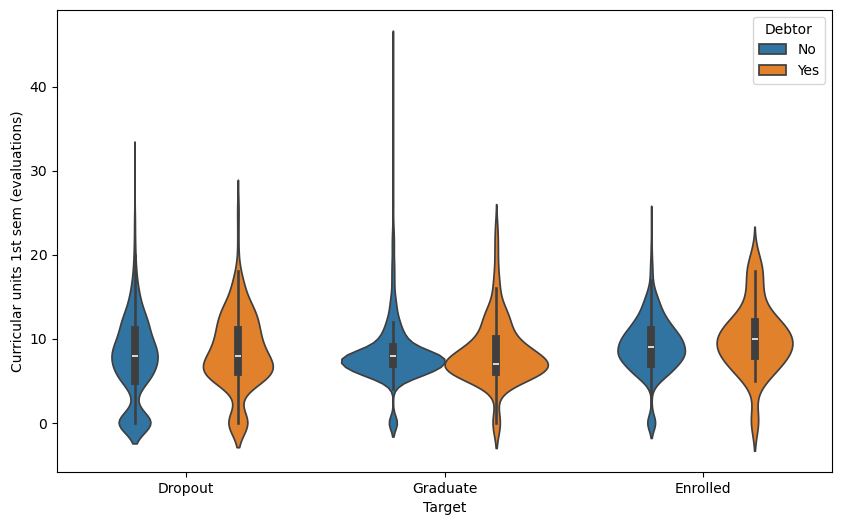 Debtor
No
Yes
Curricular units 1st sem (evaluations)
40
30
20
10
0
Dropout
Graduate
Enrolled
Target